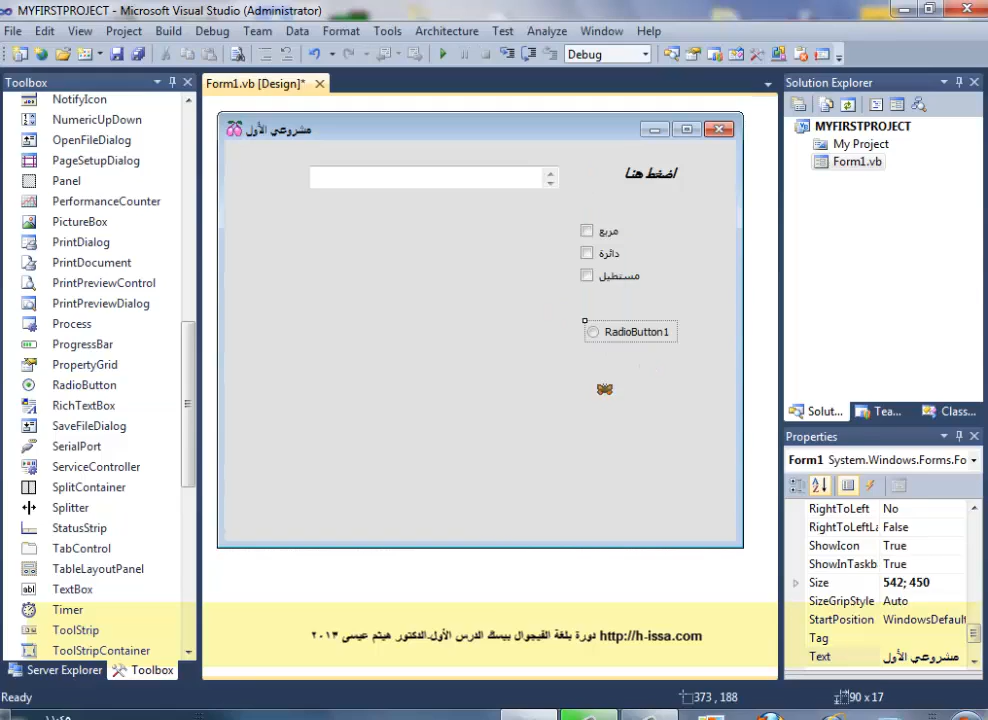 MYFIRSTPROJECT - Microsoft Visual Studio (Administrator)
File Edit View Project Build Debug Team Data Format Tools Architecture Test Analyze Window Help
Debug
Toolbox
Form1.vb [Design]*
Solution Explorer
NotifyIcon
NumericUpDown
OpenFileDialog
PageSetupDialog
Panel
PerformanceCounter
PictureBox
PrintDialog
PrintDocument
PrintPreviewControl
PrintPreviewDialog
Process
ProgressBar
PropertyGrid
RadioButton
RichTextBox
SaveFileDialog
SerialPort
ServiceController
SplitContainer
Splitter
StatusStrip
TabControl
TableLayoutPanel
TextBox
Timer
ToolStrip
ToolStripContainer
Server Explorer Toolbox
مشروعي الأول
اضغط هنا
مربع
دائرة
مستطيل
RadioButton1
http://h-issa.com دورة بلغة الفيجوال بيسك الدرس الأول.الدكتور هيثم عيسى ٢٠١٣
MYFIRSTPROJECT
My Project
Form1.vb
Solut... Tea... Class...
Properties
Form1 System.Windows.Forms.Fo
RightToLeft No
RightToLeftLa False
ShowIcon True
ShowInTaskb True
Size 542; 450
SizeGripStyle Auto
StartPosition WindowsDefault
Tag
Text مشروعي الأول
Ready
373 , 188
90 x 17